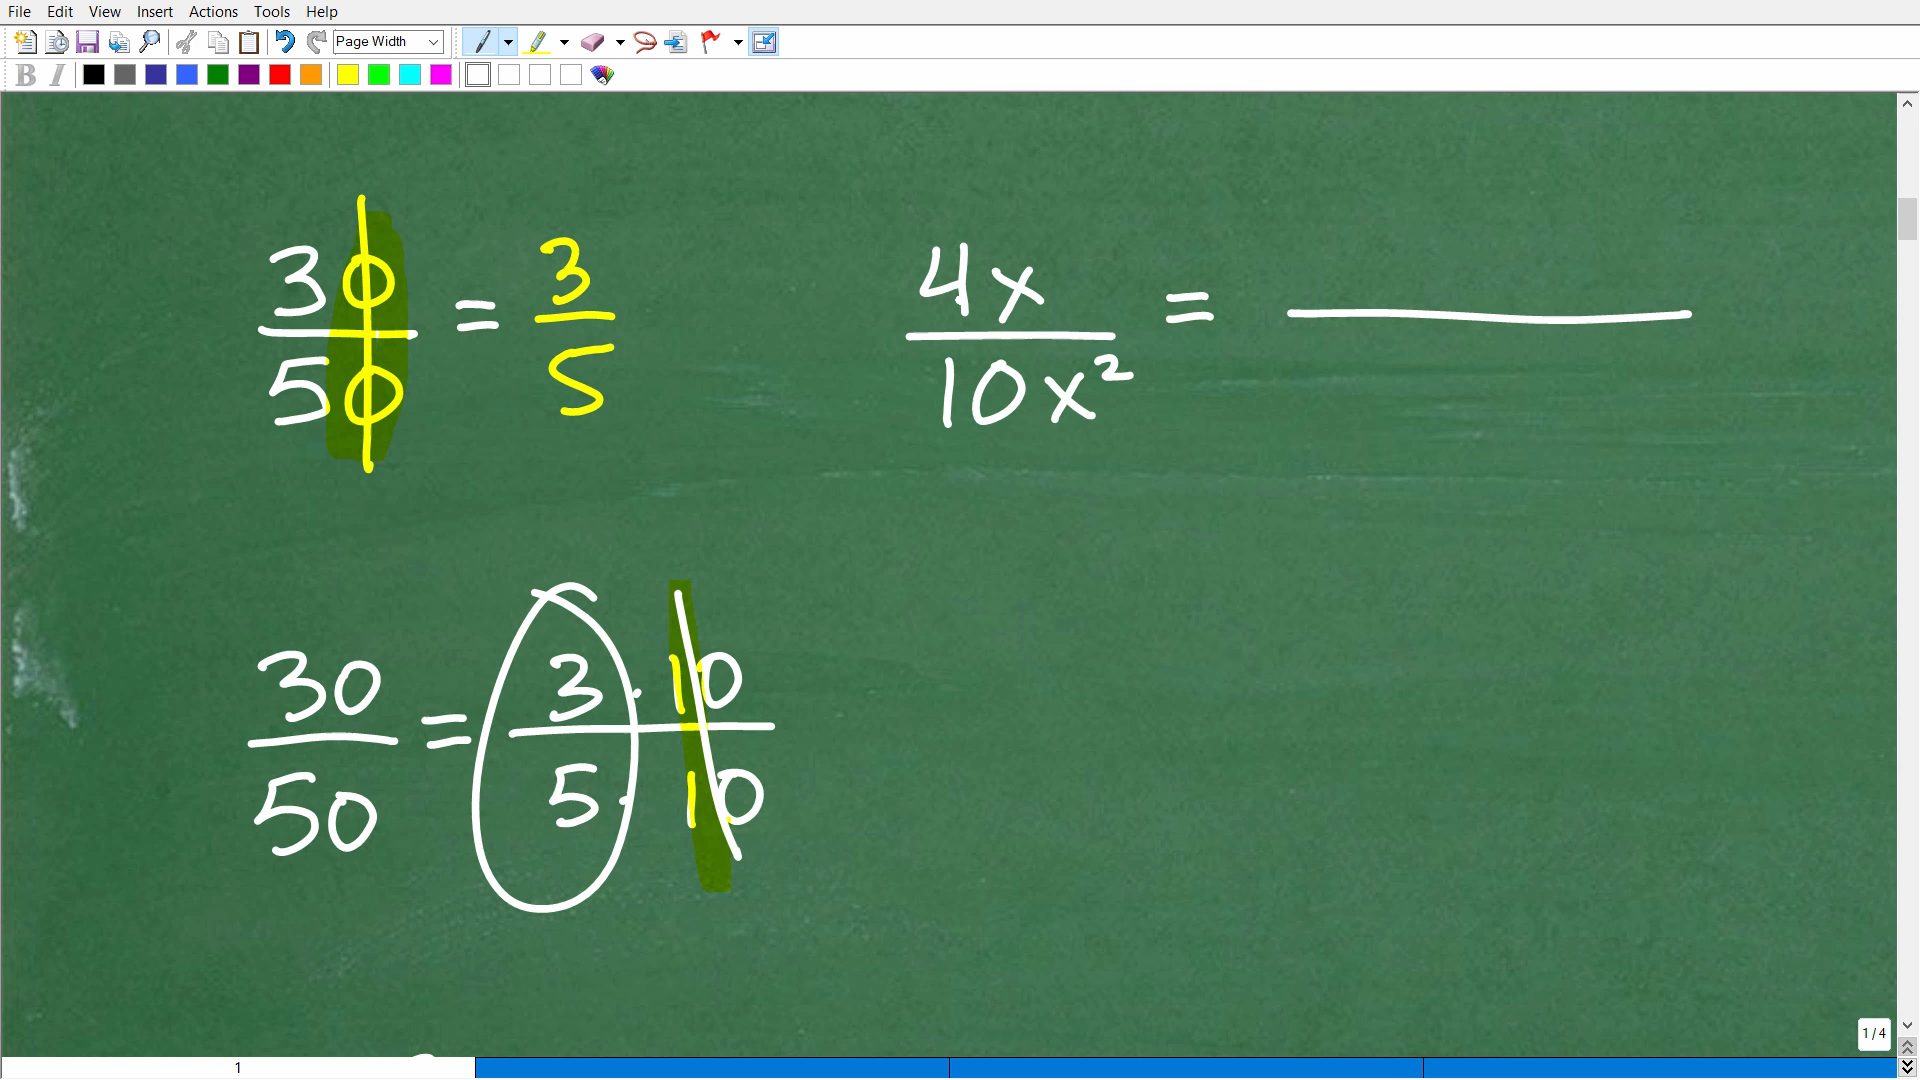 File Edit View Insert Actions Tools Help
Page Width
B I
30/50 = 3/5
4x/10x² =
30/50 = 3·10/5·10
1 / 4
1